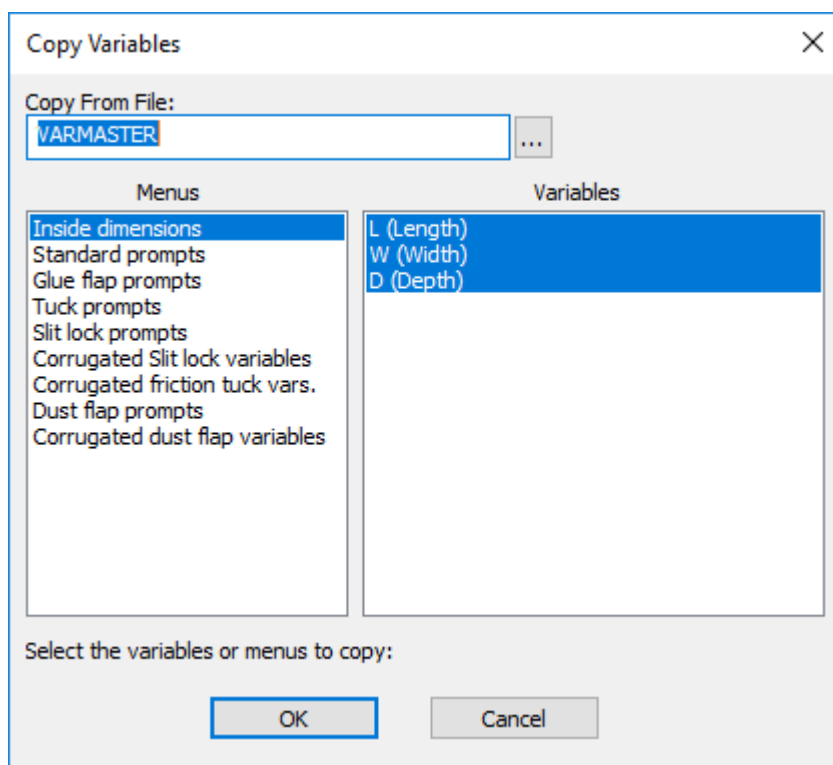 Copy Variables
Copy From File:
VARMASTER
...
Menus
Variables
Inside dimensions
Standard prompts
Glue flap prompts
Tuck prompts
Slit lock prompts
Corrugated Slit lock variables
Corrugated friction tuck vars.
Dust flap prompts
Corrugated dust flap variables
L (Length)
W (Width)
D (Depth)
Select the variables or menus to copy:
OK
Cancel